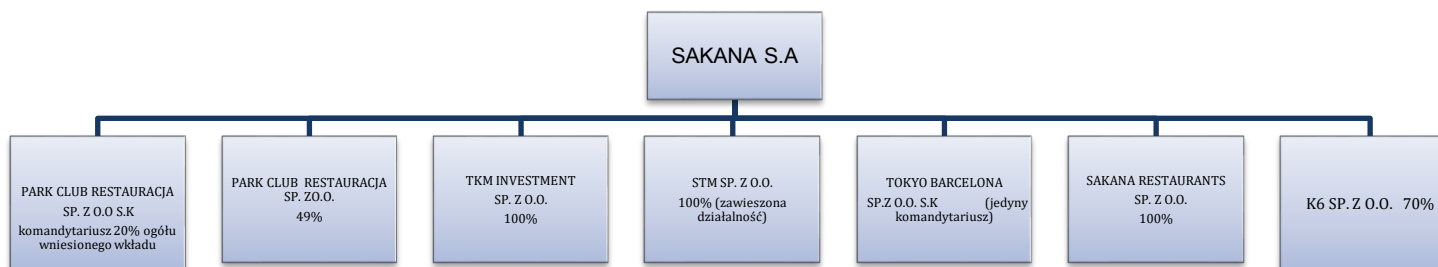 SAKANA S.A
PARK CLUB RESTAURACJA
SP. Z O.O S.K
komandytariusz 20% ogółu
wniesionego wkładu
PARK CLUB RESTAURACJA
SP. ZO.O.
49%
TKM INVESTMENT
SP. Z O.O.
100%
STM SP. Z O.O.
100% (zawieszona
działalność)
TOKYO BARCELONA
SP.Z O.O. S.K (jedyny
komandytariusz)
SAKANA RESTAURANTS
SP. Z O.O.
100%
K6 SP. Z O.O. 70%